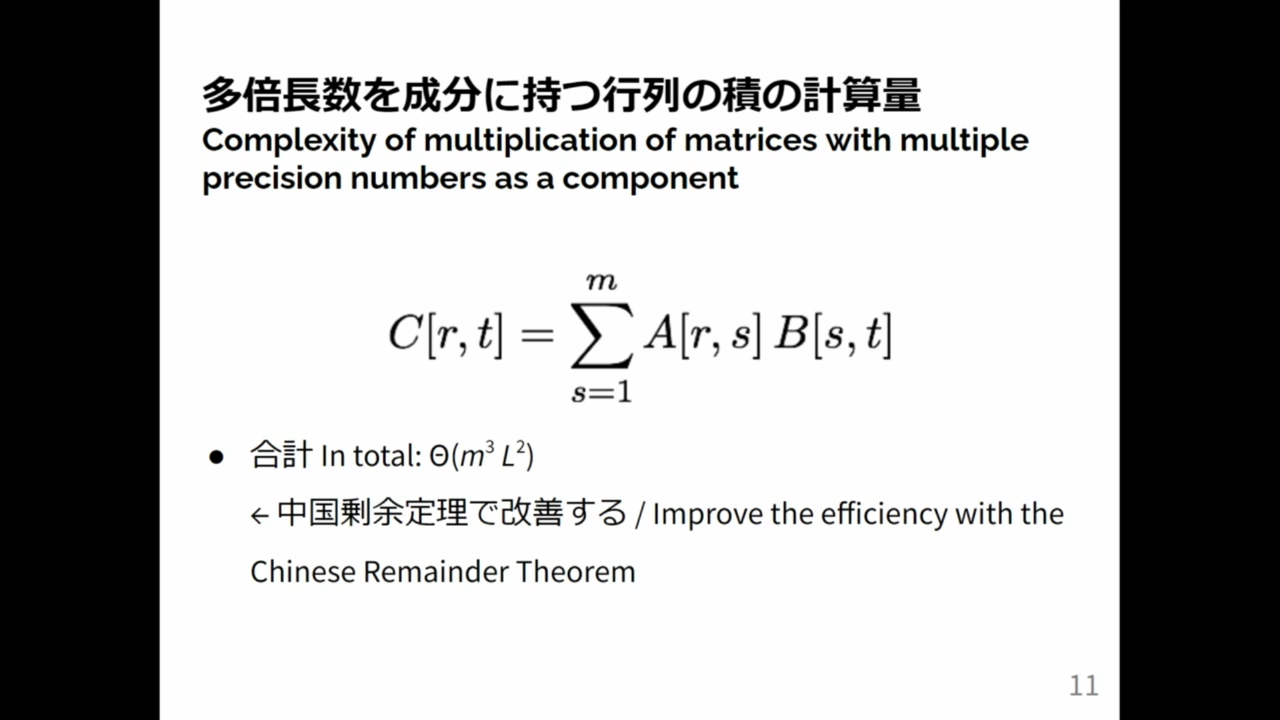 多倍長数を成分に持つ行列の積の計算量
Complexity of multiplication of matrices with multiple
precision numbers as a component
C[r, t] = \sum_{s=1}^{m} A[r, s] B[s, t]
● 合計 In total: Θ(m³ L²)
← 中国剰余定理で改善する / Improve the efficiency with the
Chinese Remainder Theorem
11